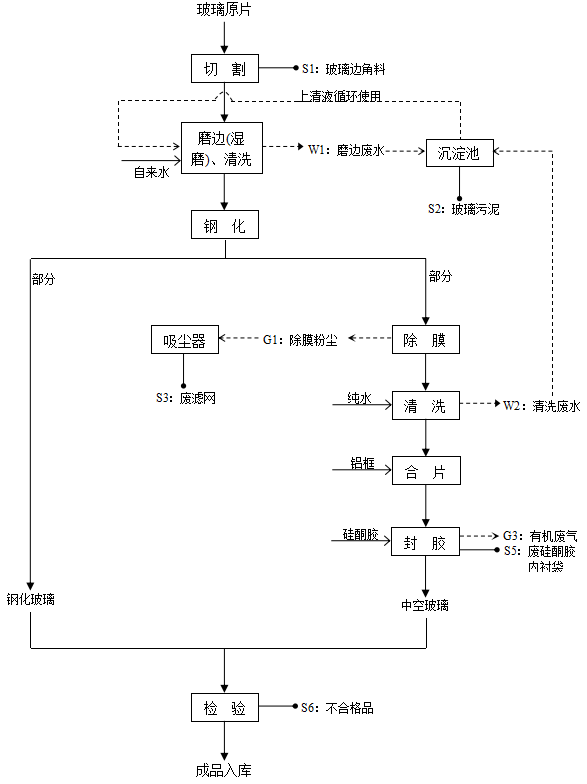 玻璃原片
切 割
S1：玻璃边角料
上清液循环使用
磨边(湿
磨)、清洗
W1：磨边废水
沉淀池
自来水
S2：玻璃污泥
钢 化
部分
部分
吸尘器
G1：除膜粉尘
除 膜
S3：废滤网
纯水
清 洗
W2：清洗废水
铝框
合 片
硅酮胶
封 胶
G3：有机废气
S5：废硅酮胶
内衬袋
钢化玻璃
中空玻璃
检 验
S6：不合格品
成品入库